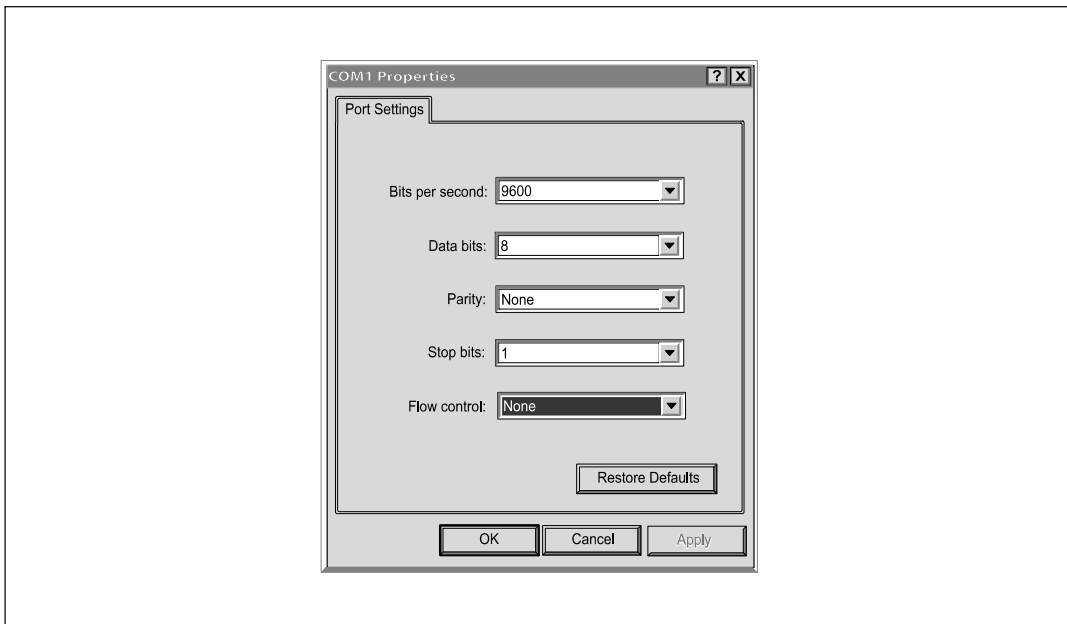 COM1 Properties ? X
Port Settings
Bits per second: 9600
Data bits: 8
Parity: None
Stop bits: 1
Flow control: None
Restore Defaults
OK Cancel Apply